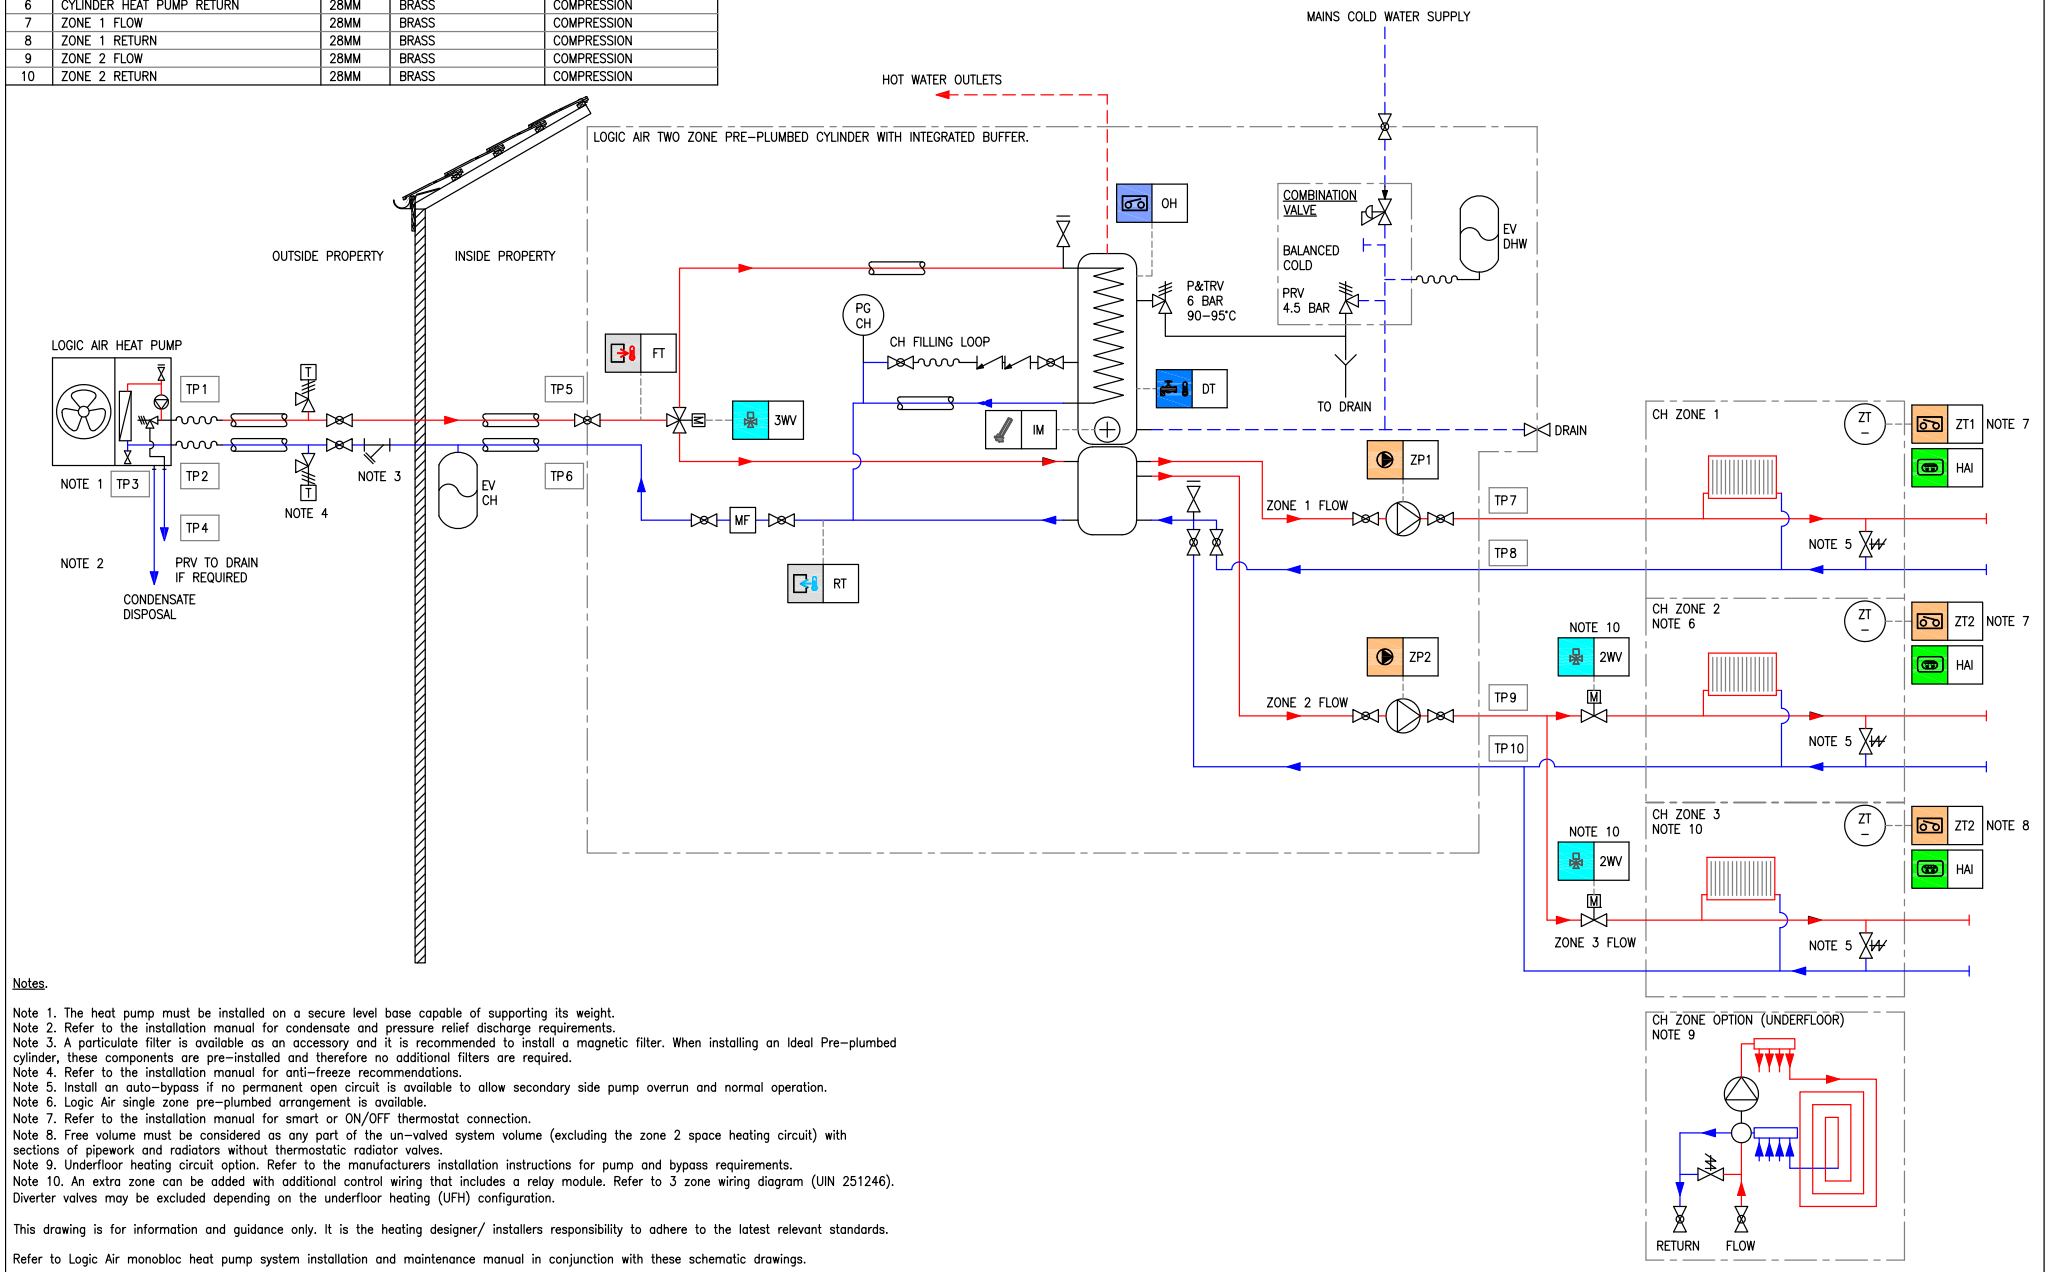 6 CYLINDER HEAT PUMP RETURN 28MM BRASS COMPRESSION
7 ZONE 1 FLOW 28MM BRASS COMPRESSION
8 ZONE 1 RETURN 28MM BRASS COMPRESSION
9 ZONE 2 FLOW 28MM BRASS COMPRESSION
10 ZONE 2 RETURN 28MM BRASS COMPRESSION
MAINS COLD WATER SUPPLY
HOT WATER OUTLETS
LOGIC AIR TWO ZONE PRE-PLUMBED CYLINDER WITH INTEGRATED BUFFER.
OUTSIDE PROPERTY
INSIDE PROPERTY
OH
COMBINATION
VALVE
BALANCED
COLD
PRV
4.5 BAR
EV
DHW
P&TRV
6 BAR
90-95°C
TO DRAIN
DRAIN
PG
CH
CH FILLING LOOP
FT
3WV
M
IM
DT
LOGIC AIR HEAT PUMP
TP1
TP2
TP3
TP4
NOTE 1
NOTE 2
PRV TO DRAIN
IF REQUIRED
CONDENSATE
DISPOSAL
T
T
NOTE 4
NOTE 3
EV
CH
TP5
TP6
MF
RT
ZP1
ZONE 1 FLOW
TP7
TP8
ZP2
ZONE 2 FLOW
TP9
TP10
CH ZONE 1
ZT
-
ZT1
NOTE 7
HAI
NOTE 5
CH ZONE 2
NOTE 6
ZT
-
ZT2
NOTE 7
HAI
NOTE 10
2WV
M
NOTE 5
CH ZONE 3
NOTE 10
ZT
-
ZT2
NOTE 8
HAI
NOTE 10
2WV
M
ZONE 3 FLOW
NOTE 5
CH ZONE OPTION (UNDERFLOOR)
NOTE 9
RETURN
FLOW
Notes.
Note 1. The heat pump must be installed on a secure level base capable of supporting its weight.
Note 2. Refer to the installation manual for condensate and pressure relief discharge requirements.
Note 3. A particulate filter is available as an accessory and it is recommended to install a magnetic filter. When installing an Ideal Pre-plumbed
cylinder, these components are pre-installed and therefore no additional filters are required.
Note 4. Refer to the installation manual for anti-freeze recommendations.
Note 5. Install an auto-bypass if no permanent open circuit is available to allow secondary side pump overrun and normal operation.
Note 6. Logic Air single zone pre-plumbed arrangement is available.
Note 7. Refer to the installation manual for smart or ON/OFF thermostat connection.
Note 8. Free volume must be considered as any part of the un-valved system volume (excluding the zone 2 space heating circuit) with
sections of pipework and radiators without thermostatic radiator valves.
Note 9. Underfloor heating circuit option. Refer to the manufacturers installation instructions for pump and bypass requirements.
Note 10. An extra zone can be added with additional control wiring that includes a relay module. Refer to 3 zone wiring diagram (UIN 251246).
Diverter valves may be excluded depending on the underfloor heating (UFH) configuration.
This drawing is for information and guidance only. It is the heating designer/ installers responsibility to adhere to the latest relevant standards.
Refer to Logic Air monobloc heat pump system installation and maintenance manual in conjunction with these schematic drawings.